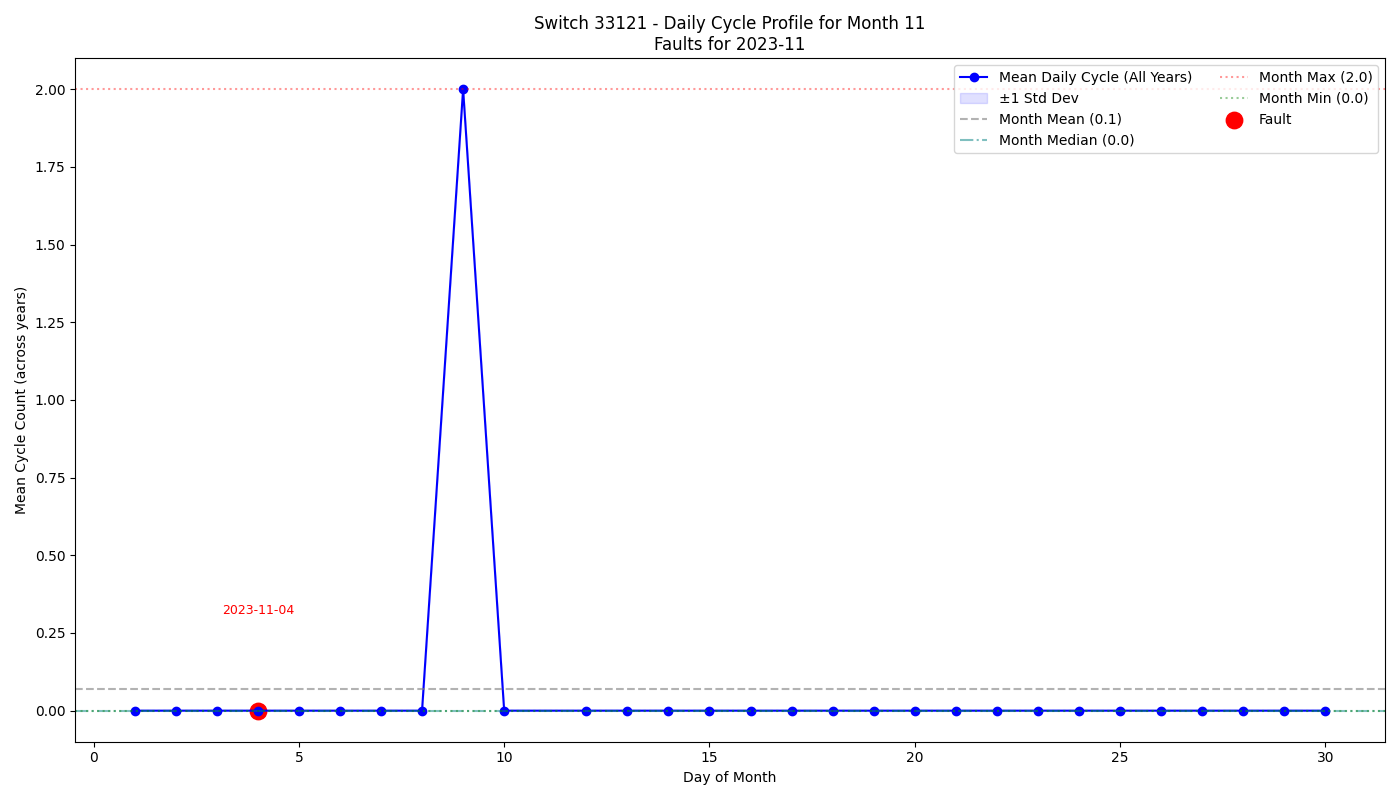 Switch 33121 - Daily Cycle Profile for Month 11
Faults for 2023-11
Mean Daily Cycle (All Years)
±1 Std Dev
Month Mean (0.1)
Month Median (0.0)
Month Max (2.0)
Month Min (0.0)
Fault
Mean Cycle Count (across years)
2.00
1.75
1.50
1.25
1.00
0.75
0.50
0.25
0.00
2023-11-04
0
5
10
15
20
25
30
Day of Month